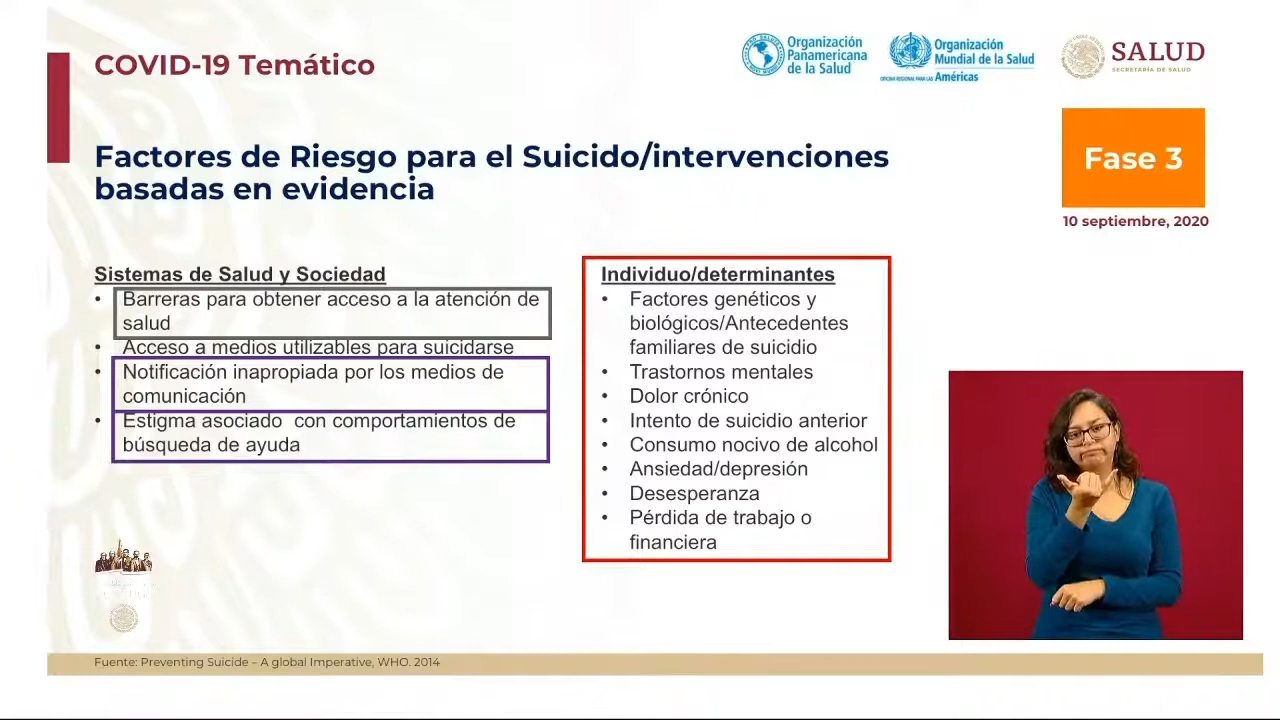 COVID-19 Temático
Organización
Panamericana
de la Salud
Organización
Mundial de la Salud
OFICINA REGIONAL PARA LAS Américas
SALUD
SECRETARÍA DE SALUD
Factores de Riesgo para el Suicido/intervenciones
basadas en evidencia
Fase 3
10 septiembre, 2020
Sistemas de Salud y Sociedad
• Barreras para obtener acceso a la atención de
salud
• Acceso a medios utilizables para suicidarse
• Notificación inapropiada por los medios de
comunicación
• Estigma asociado con comportamientos de
búsqueda de ayuda
Individuo/determinantes
• Factores genéticos y
biológicos/Antecedentes
familiares de suicidio
• Trastornos mentales
• Dolor crónico
• Intento de suicidio anterior
• Consumo nocivo de alcohol
• Ansiedad/depresión
• Desesperanza
• Pérdida de trabajo o
financiera
Fuente: Preventing Suicide – A global Imperative, WHO. 2014